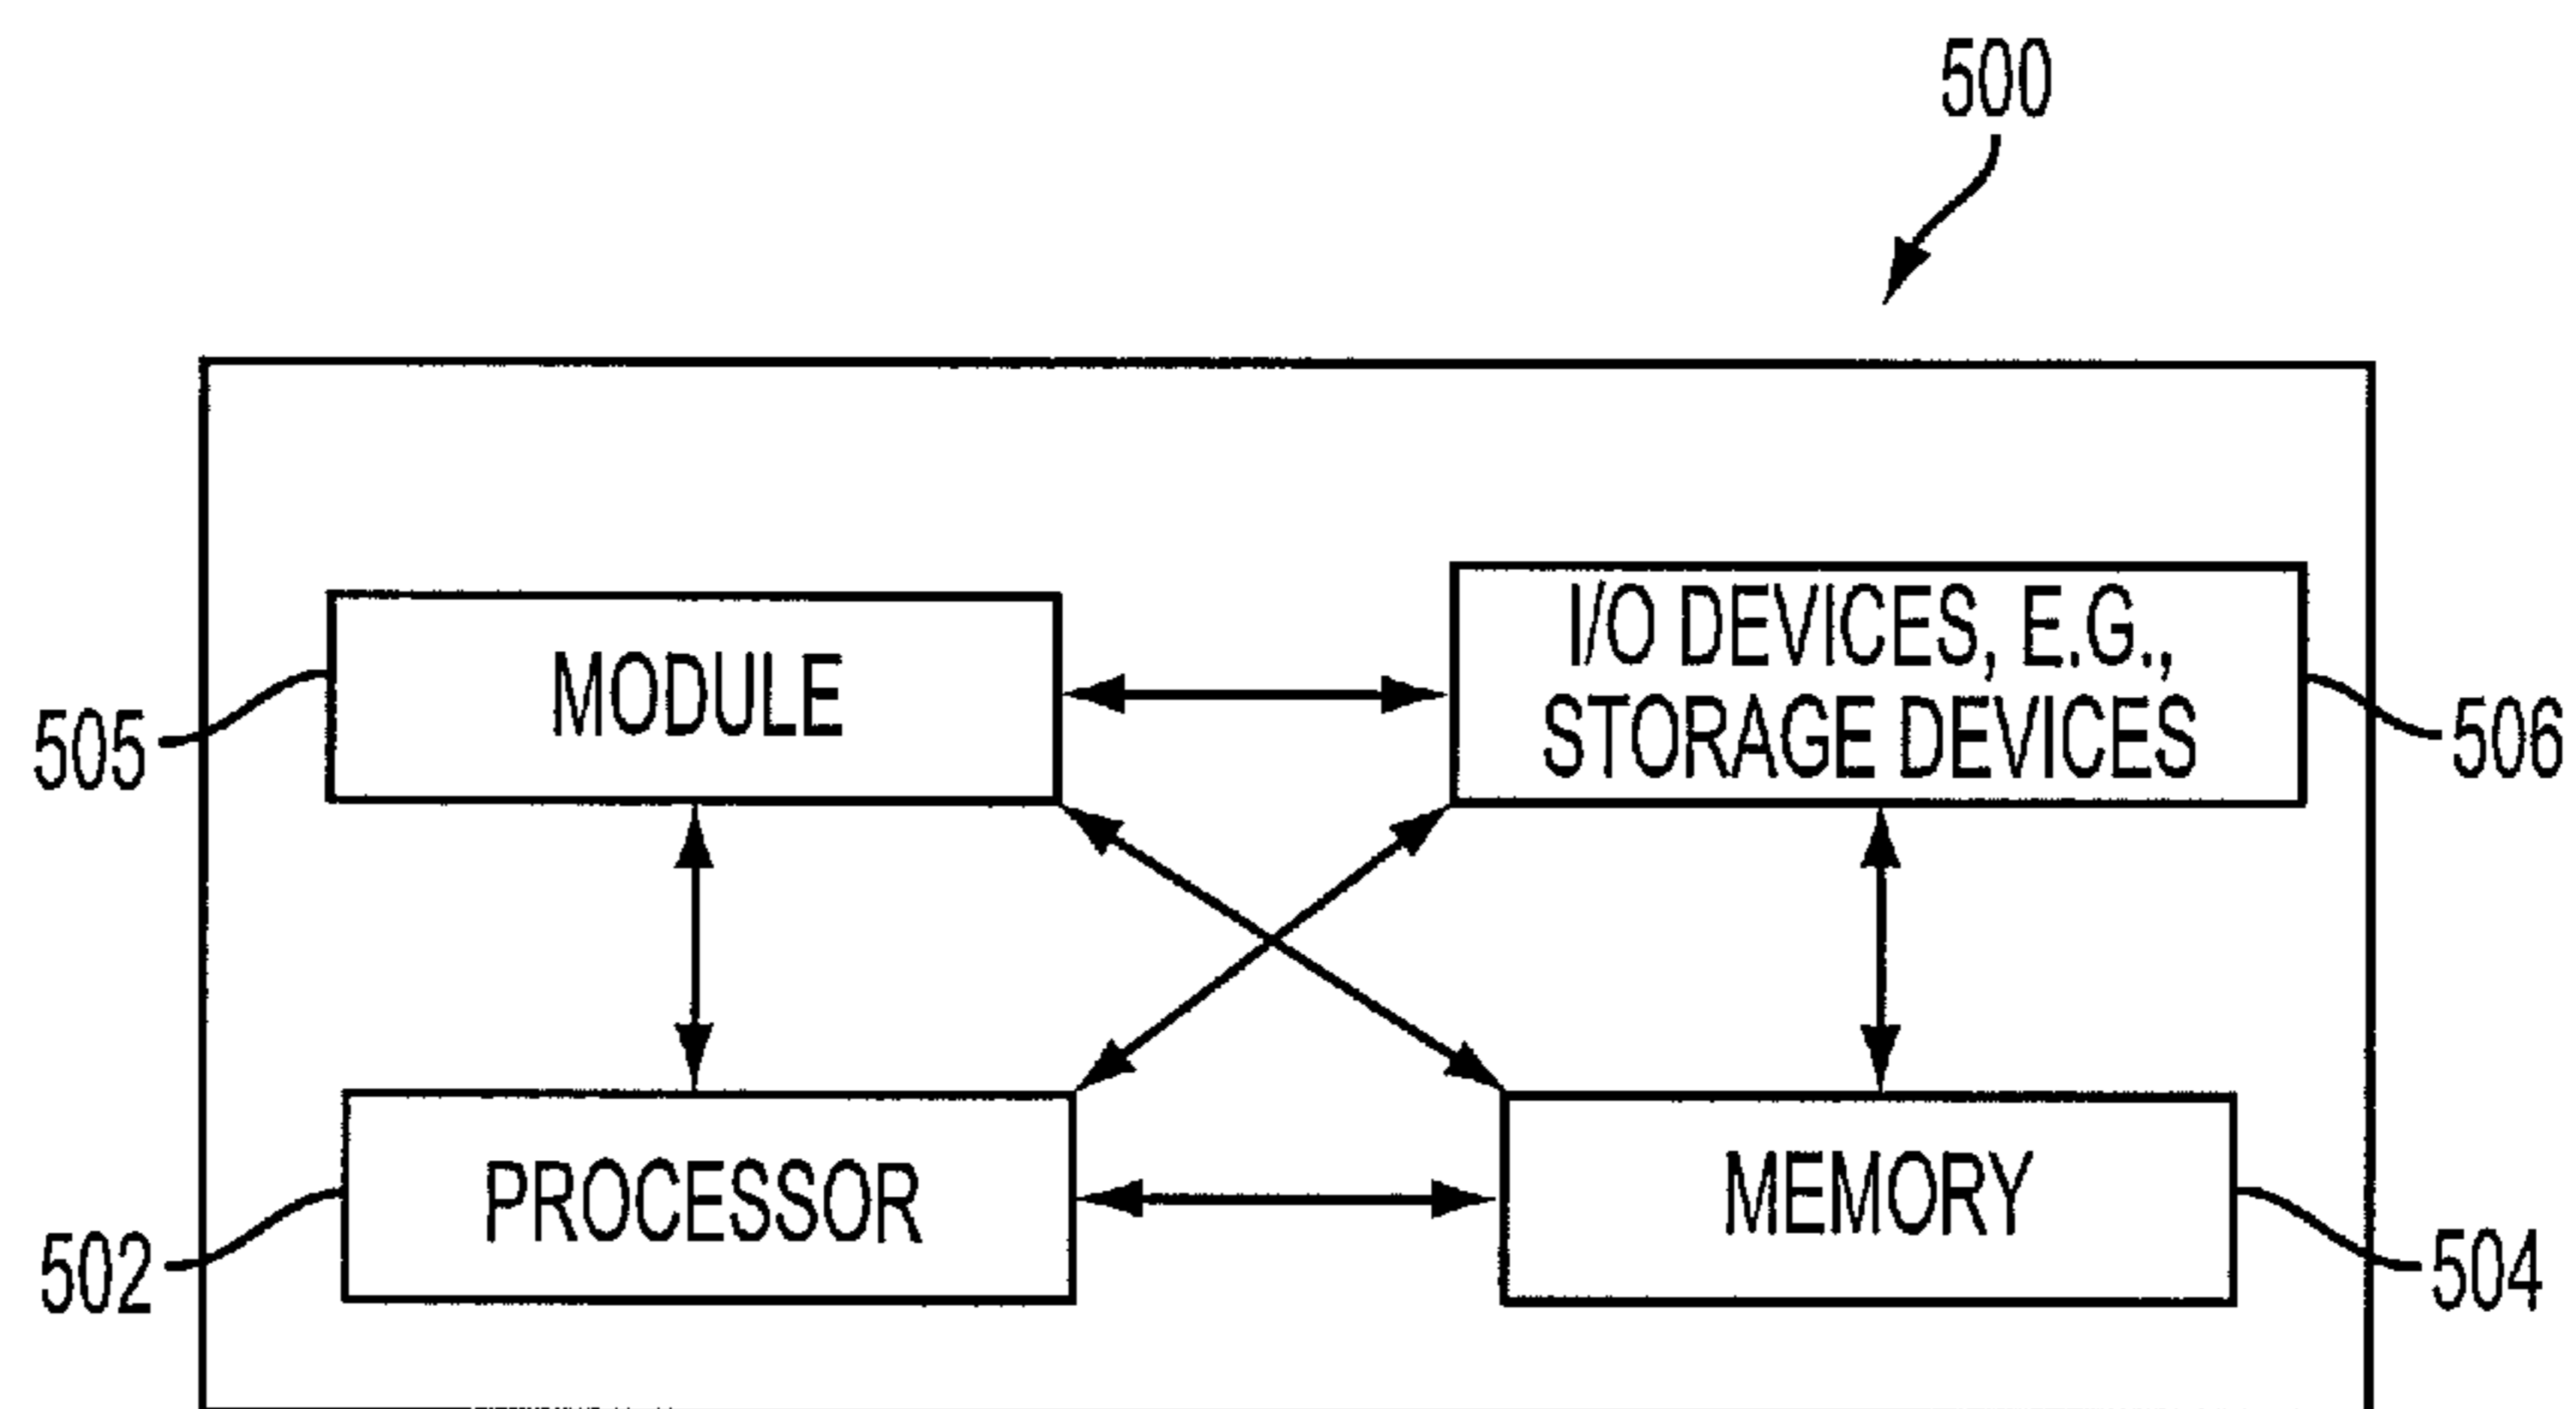 500
MODULE
I/O DEVICES, E.G.,
STORAGE DEVICES
505
506
PROCESSOR
MEMORY
502
504